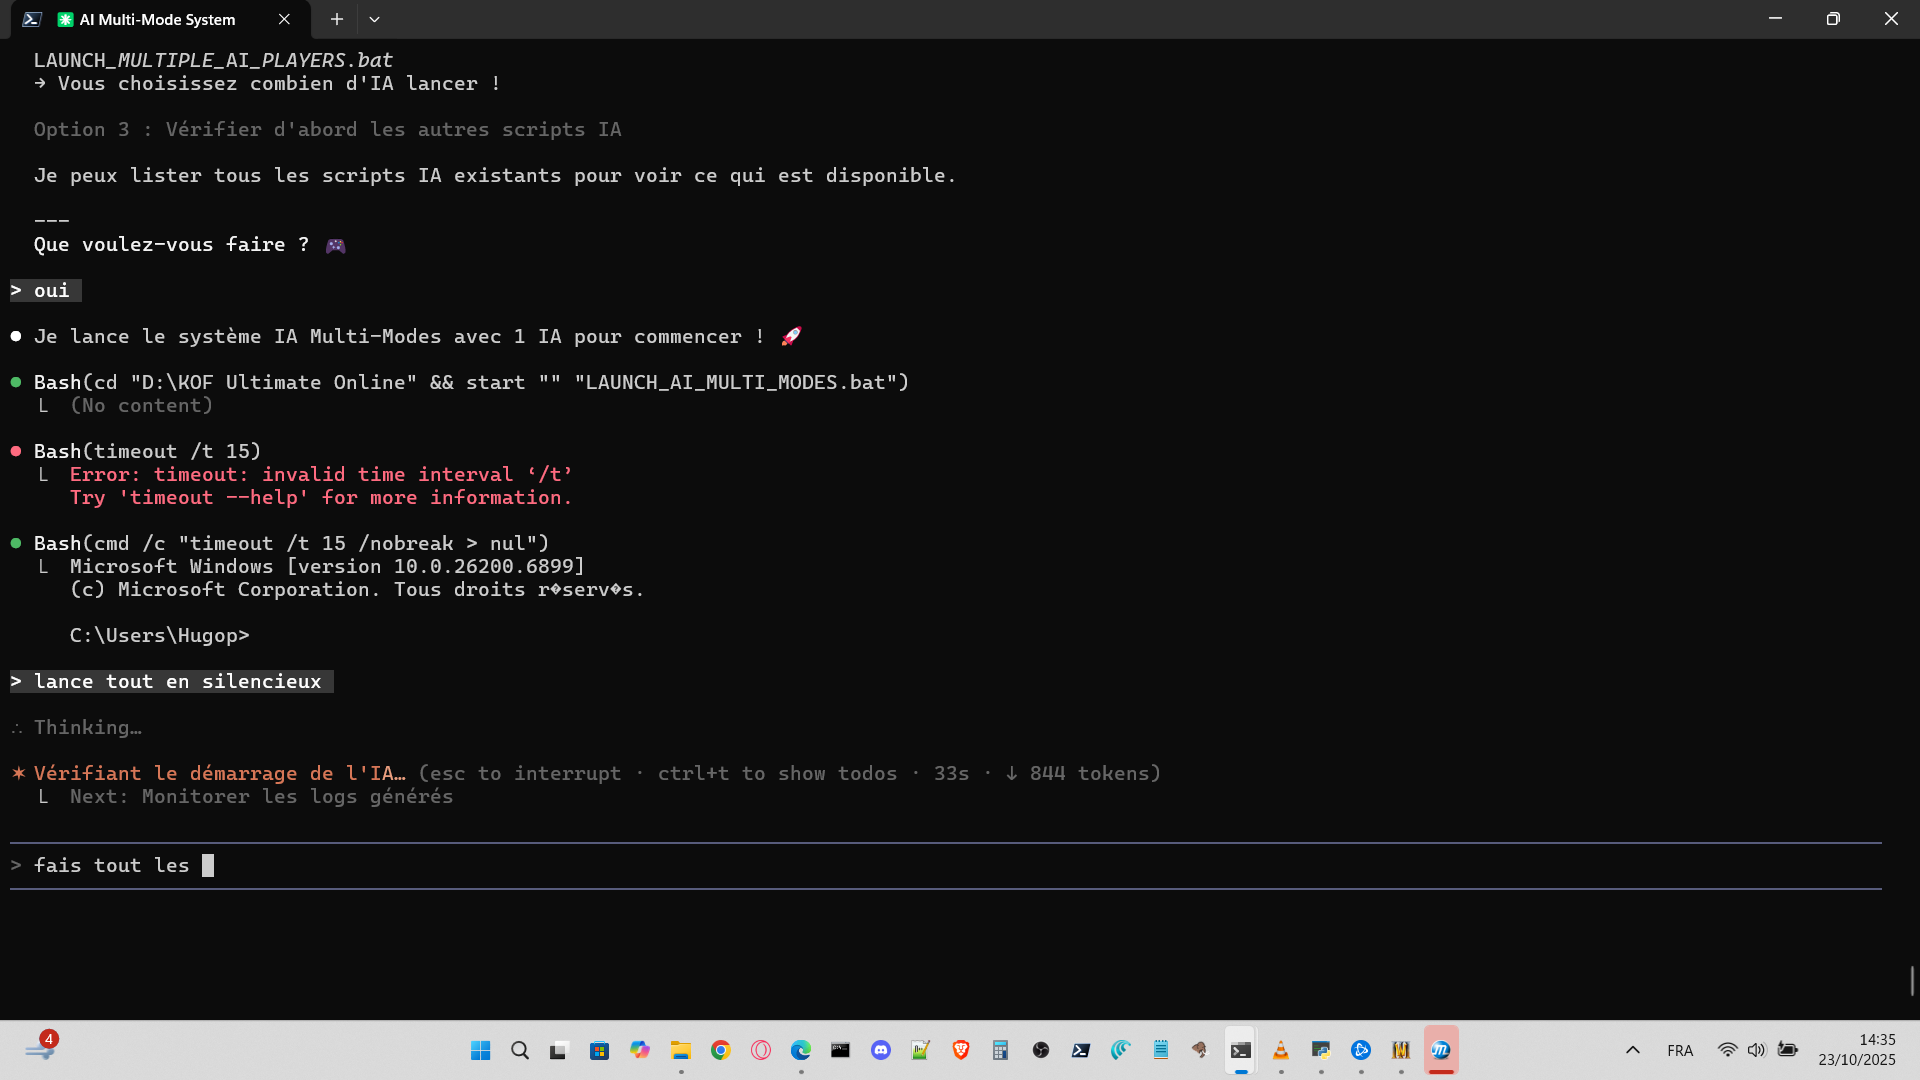 AI Multi-Mode System
LAUNCH_MULTIPLE_AI_PLAYERS.bat
→ Vous choisissez combien d'IA lancer !
Option 3 : Vérifier d'abord les autres scripts IA
Je peux lister tous les scripts IA existants pour voir ce qui est disponible.
---
Que voulez-vous faire ? 🎮
> oui
● Je lance le système IA Multi-Modes avec 1 IA pour commencer ! 🚀
● Bash(cd "D:\KOF Ultimate Online" && start "" "LAUNCH_AI_MULTI_MODES.bat")
└ (No content)
● Bash(timeout /t 15)
└ Error: timeout: invalid time interval ‘/t’
Try 'timeout --help' for more information.
● Bash(cmd /c "timeout /t 15 /nobreak > nul")
└ Microsoft Windows [version 10.0.26200.6899]
(c) Microsoft Corporation. Tous droits r�serv�s.
C:\Users\Hugop>
> lance tout en silencieux
∴ Thinking…
✶ Vérifiant le démarrage de l'IA… (esc to interrupt · ctrl+t to show todos · 33s · ↓ 844 tokens)
└ Next: Monitorer les logs générés
> fais tout les
4
FRA
14:35
23/10/2025